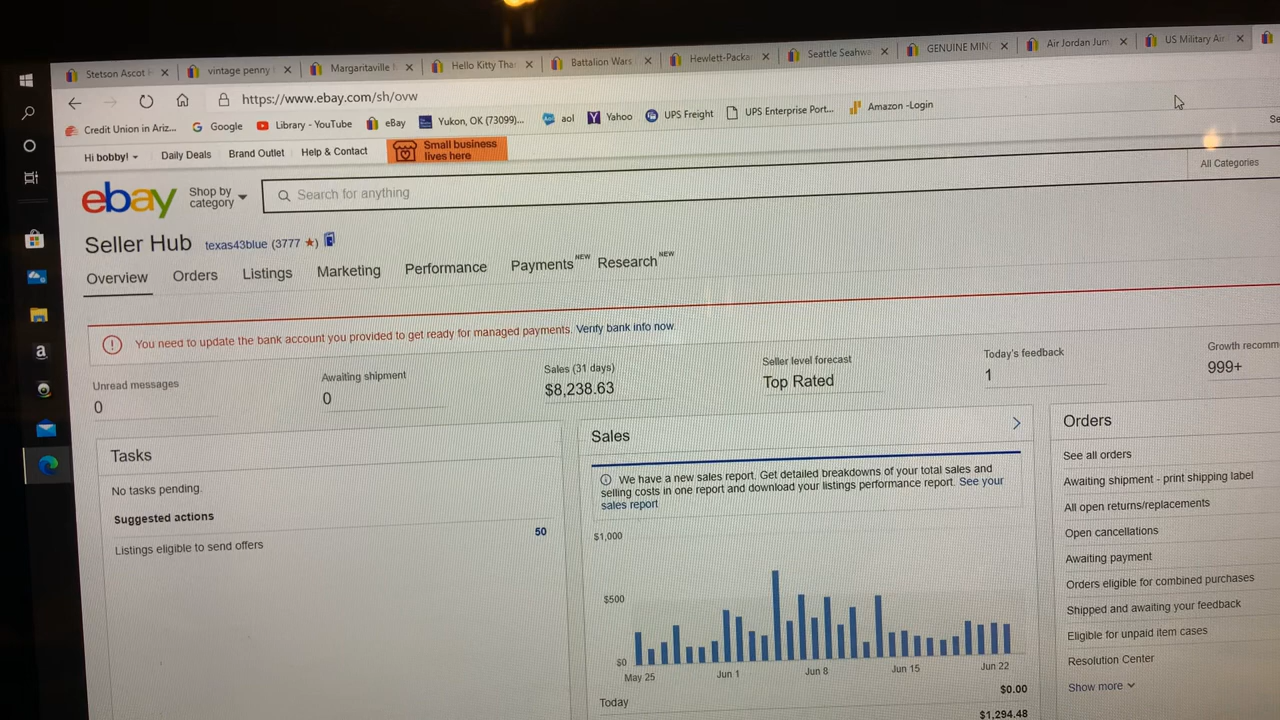 Stetson Ascot
vintage penny
Margaritaville
Hello Kitty Tha
Battalion Wars
Hewlett-Packa
Seattle Seahwa
GENUINE MIN
Air Jordan Jum
US Military Air
https://www.ebay.com/sh/ovw
Credit Union in Ariz...
Google
Library - YouTube
eBay
Yukon, OK (73099)...
aol
Yahoo
UPS Freight
UPS Enterprise Port...
Amazon -Login
Hi bobby!
Daily Deals
Brand Outlet
Help & Contact
Small business
lives here
Se
ebay
Shop by
category
Search for anything
All Categories
Seller Hub
texas43blue (3777 ★)
Overview
Orders
Listings
Marketing
Performance
Payments NEW
Research NEW
You need to update the bank account you provided to get ready for managed payments. Verify bank info now.
Unread messages
0
Awaiting shipment
0
Sales (31 days)
$8,238.63
Seller level forecast
Top Rated
Today's feedback
1
Growth recomm
999+
Tasks
No tasks pending.
Suggested actions
Listings eligible to send offers
50
Sales
We have a new sales report. Get detailed breakdowns of your total sales and
selling costs in one report and download your listings performance report. See your
sales report
$1,000
$500
$0
May 25
Jun 1
Jun 8
Jun 15
Jun 22
Today
$0.00
$1,294.48
Orders
See all orders
Awaiting shipment - print shipping label
All open returns/replacements
Open cancellations
Awaiting payment
Orders eligible for combined purchases
Shipped and awaiting your feedback
Eligible for unpaid item cases
Resolution Center
Show more